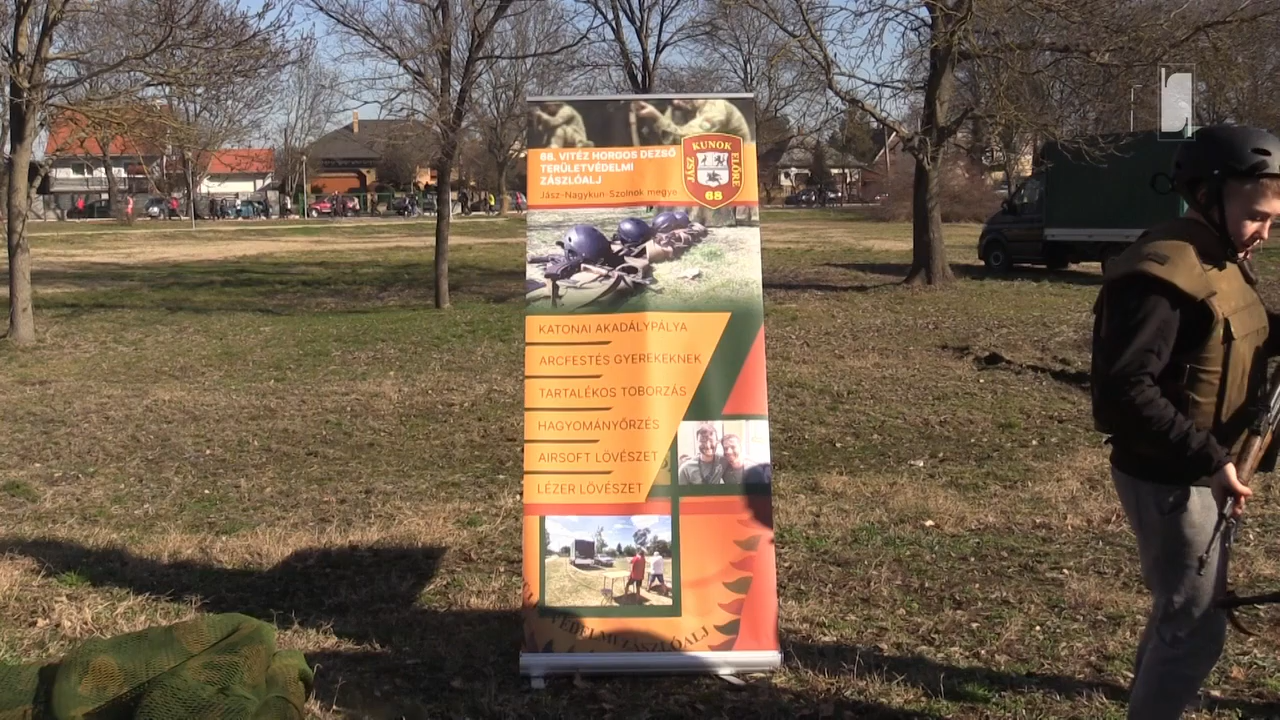 68. VITÉZ HORGOS DEZSŐ
TERÜLETVÉDELMI
ZÁSZLÓALJ
Jász-Nagykun-Szolnok megye
KUNOK
JÁSZ
ELŐRE
68
KATONAI AKADÁLYPÁLYA
ARCFESTÉS GYEREKEKNEK
TARTALÉKOS TOBORZÁS
HAGYOMÁNYŐRZÉS
AIRSOFT LÖVÉSZET
LÉZER LÖVÉSZET
VÉDELMI ZÁSZLÓALJ